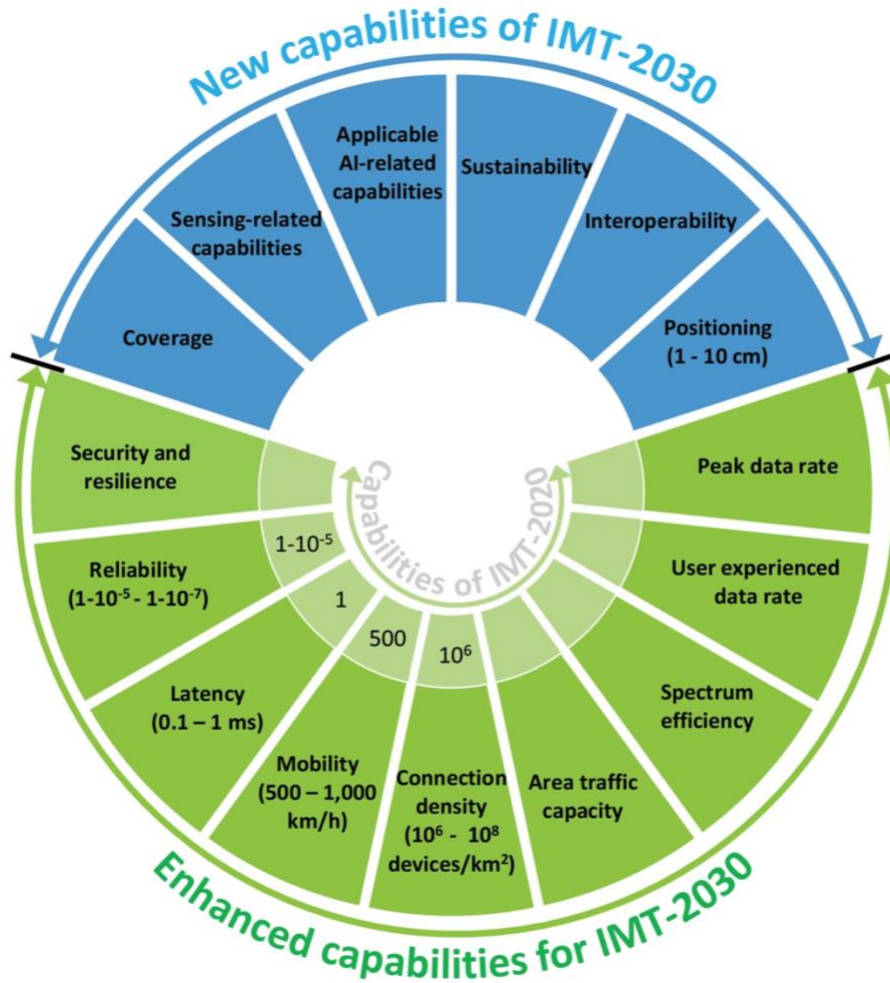 New capabilities of IMT-2030
Applicable
AI-related
capabilities
Sustainability
Sensing-related
capabilities
Interoperability
Coverage
Positioning
(1 - 10 cm)
Security and
resilience
Peak data rate
Capabilities of IMT-2020
1-10⁻⁵
Reliability
(1-10⁻⁵ - 1-10⁻⁷)
User experienced
data rate
1
500
10⁶
Latency
(0.1 – 1 ms)
Spectrum
efficiency
Mobility
(500 – 1,000
km/h)
Connection
density
(10⁶ - 10⁸
devices/km²)
Area traffic
capacity
Enhanced capabilities for IMT-2030